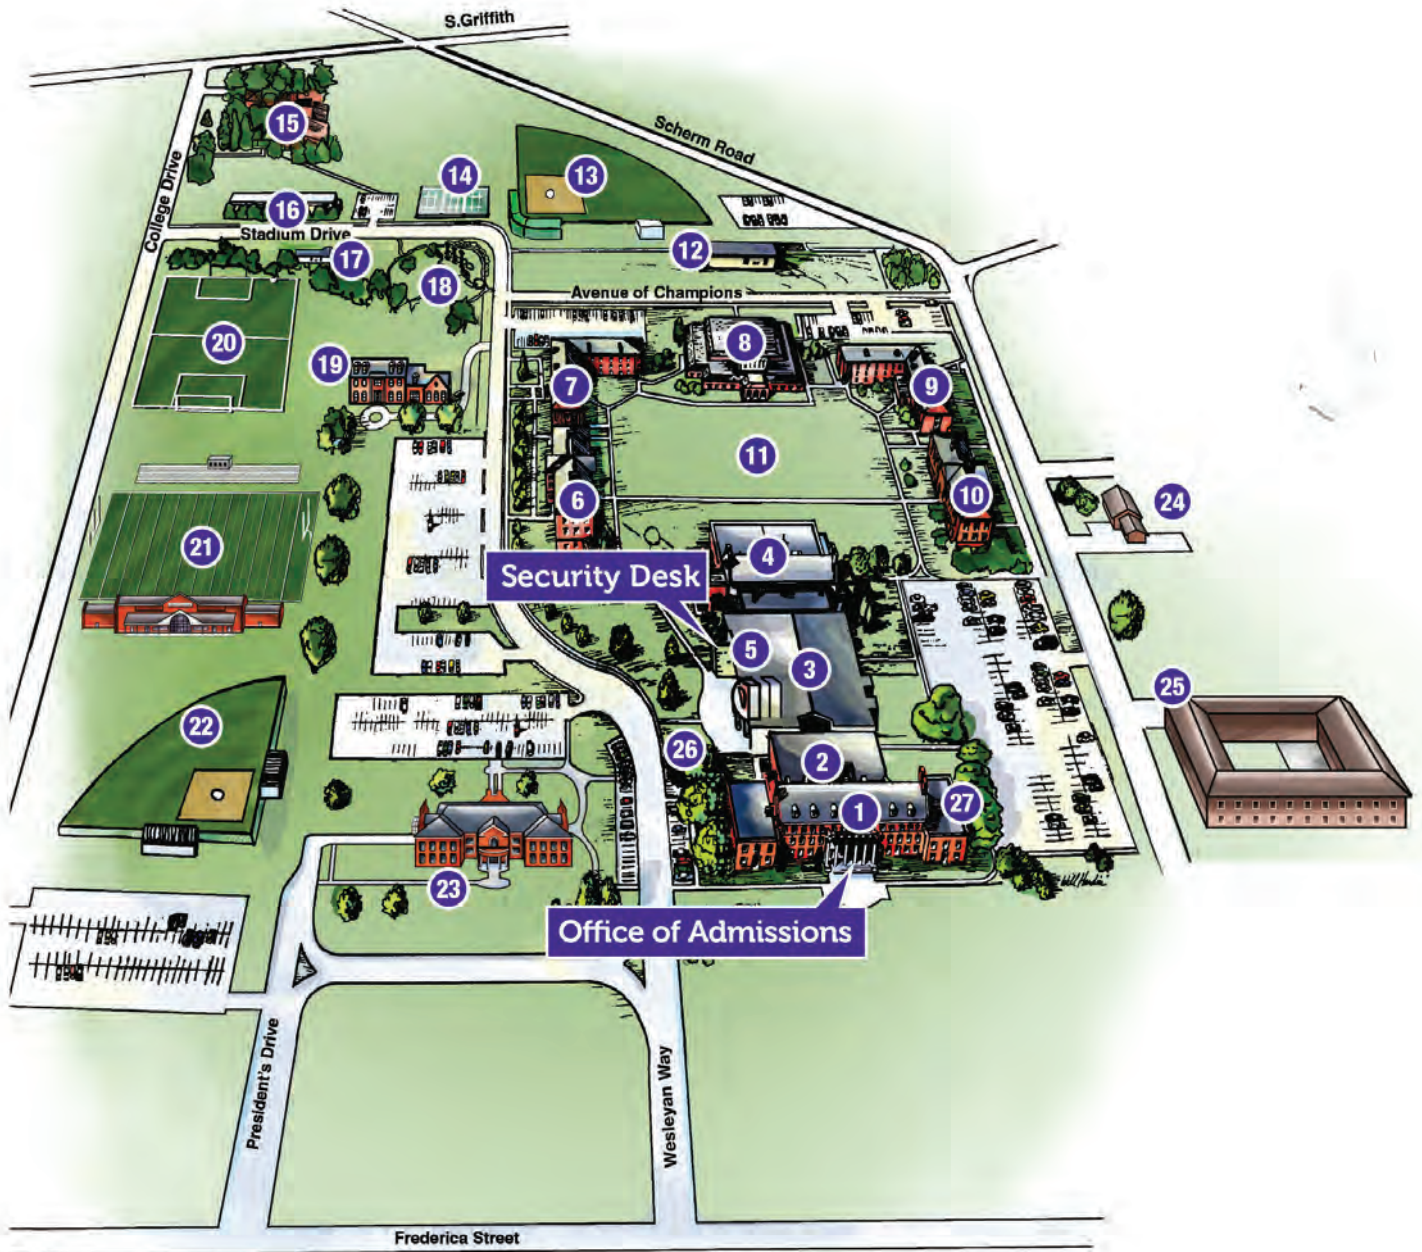 S.Griffith
Scherm Road
15
14
13
College Drive
16
Stadium Drive
12
17
18
Avenue of Champions
20
19
8
7
9
11
6
10
24
21
4
Security Desk
5
3
25
22
26
2
1
27
23
Office of Admissions
President's Drive
Wesleyan Way
Frederica Street